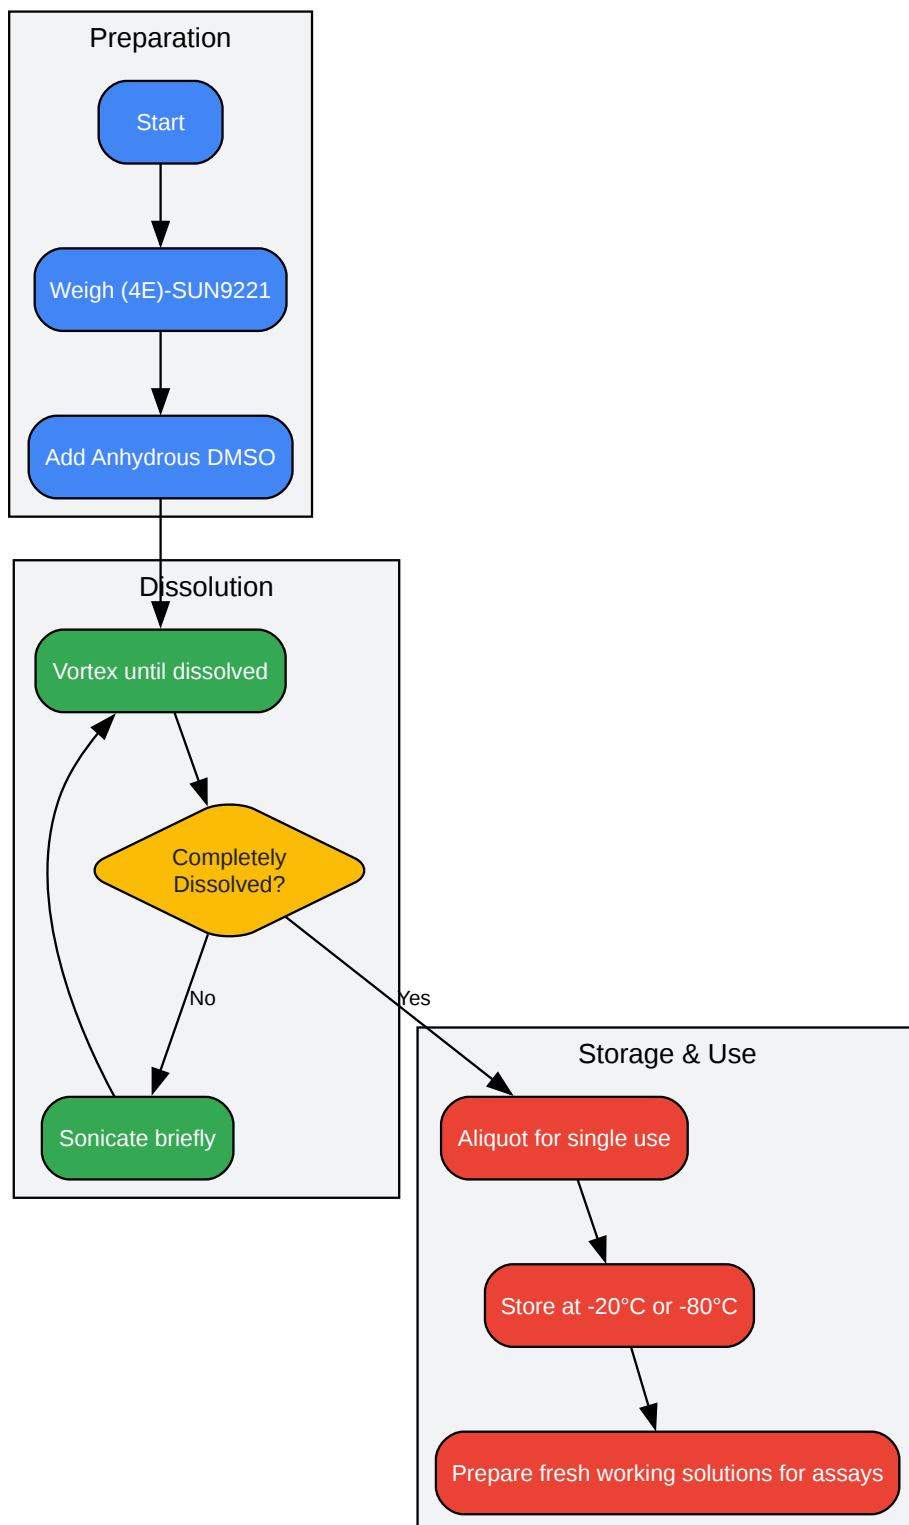 Preparation
Start
Weigh (4E)-SUN9221
Add Anhydrous DMSO
Dissolution
Vortex until dissolved
Completely
Dissolved?
No
Yes
Sonicate briefly
Storage & Use
Aliquot for single use
Store at -20°C or -80°C
Prepare fresh working solutions for assays